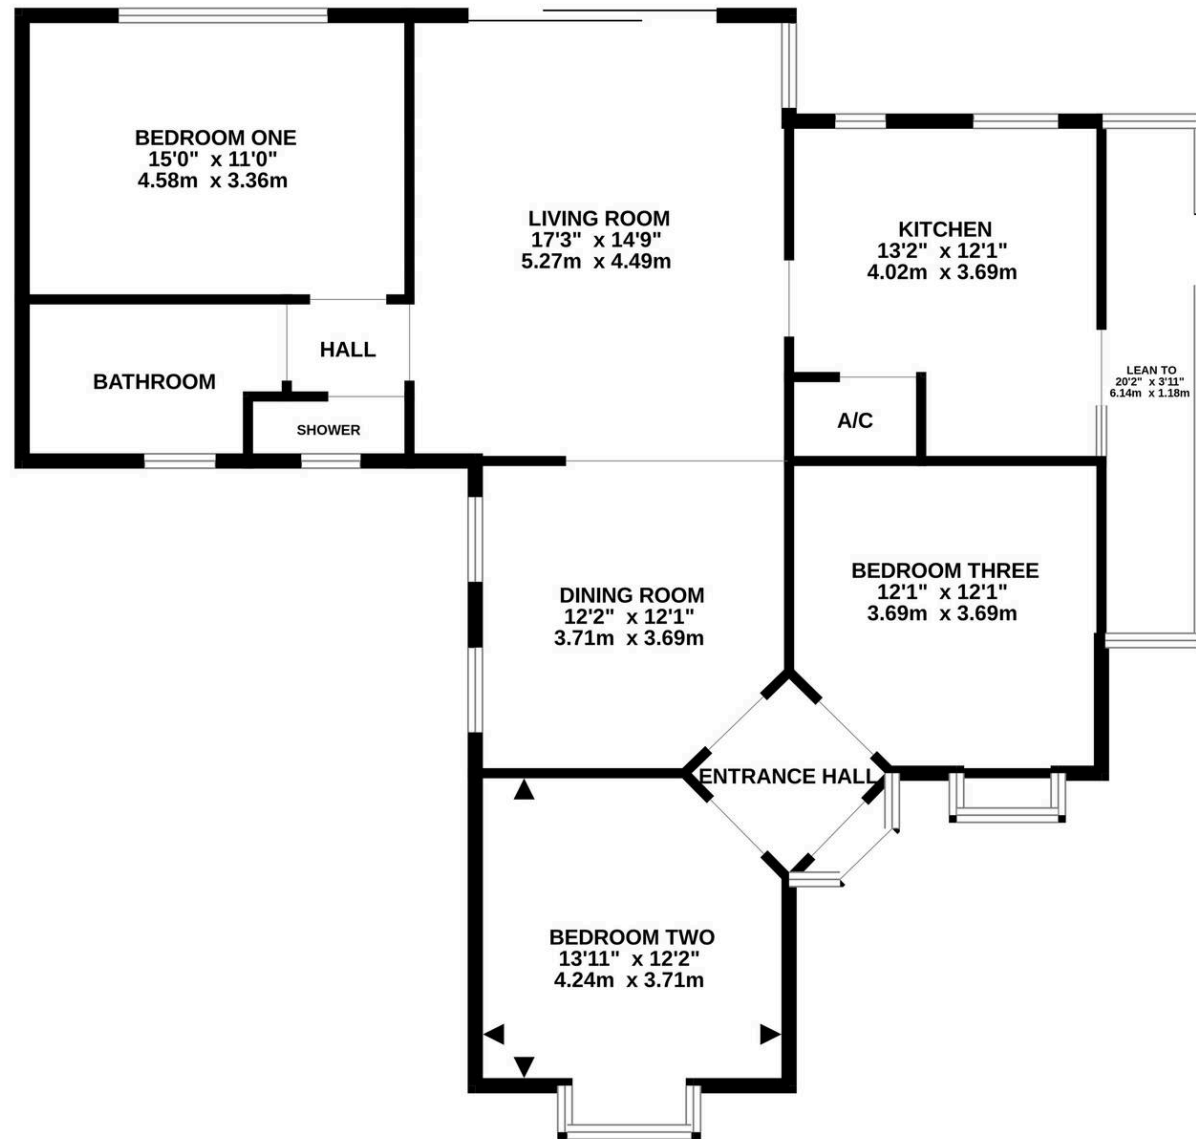 BEDROOM ONE
15'0" x 11'0"
4.58m x 3.36m
LIVING ROOM
17'3" x 14'9"
5.27m x 4.49m
KITCHEN
13'2" x 12'1"
4.02m x 3.69m
HALL
BATHROOM
SHOWER
A/C
LEAN TO
20'2" x 3'11"
6.14m x 1.18m
DINING ROOM
12'2" x 12'1"
3.71m x 3.69m
BEDROOM THREE
12'1" x 12'1"
3.69m x 3.69m
ENTRANCE HALL
BEDROOM TWO
13'11" x 12'2"
4.24m x 3.71m